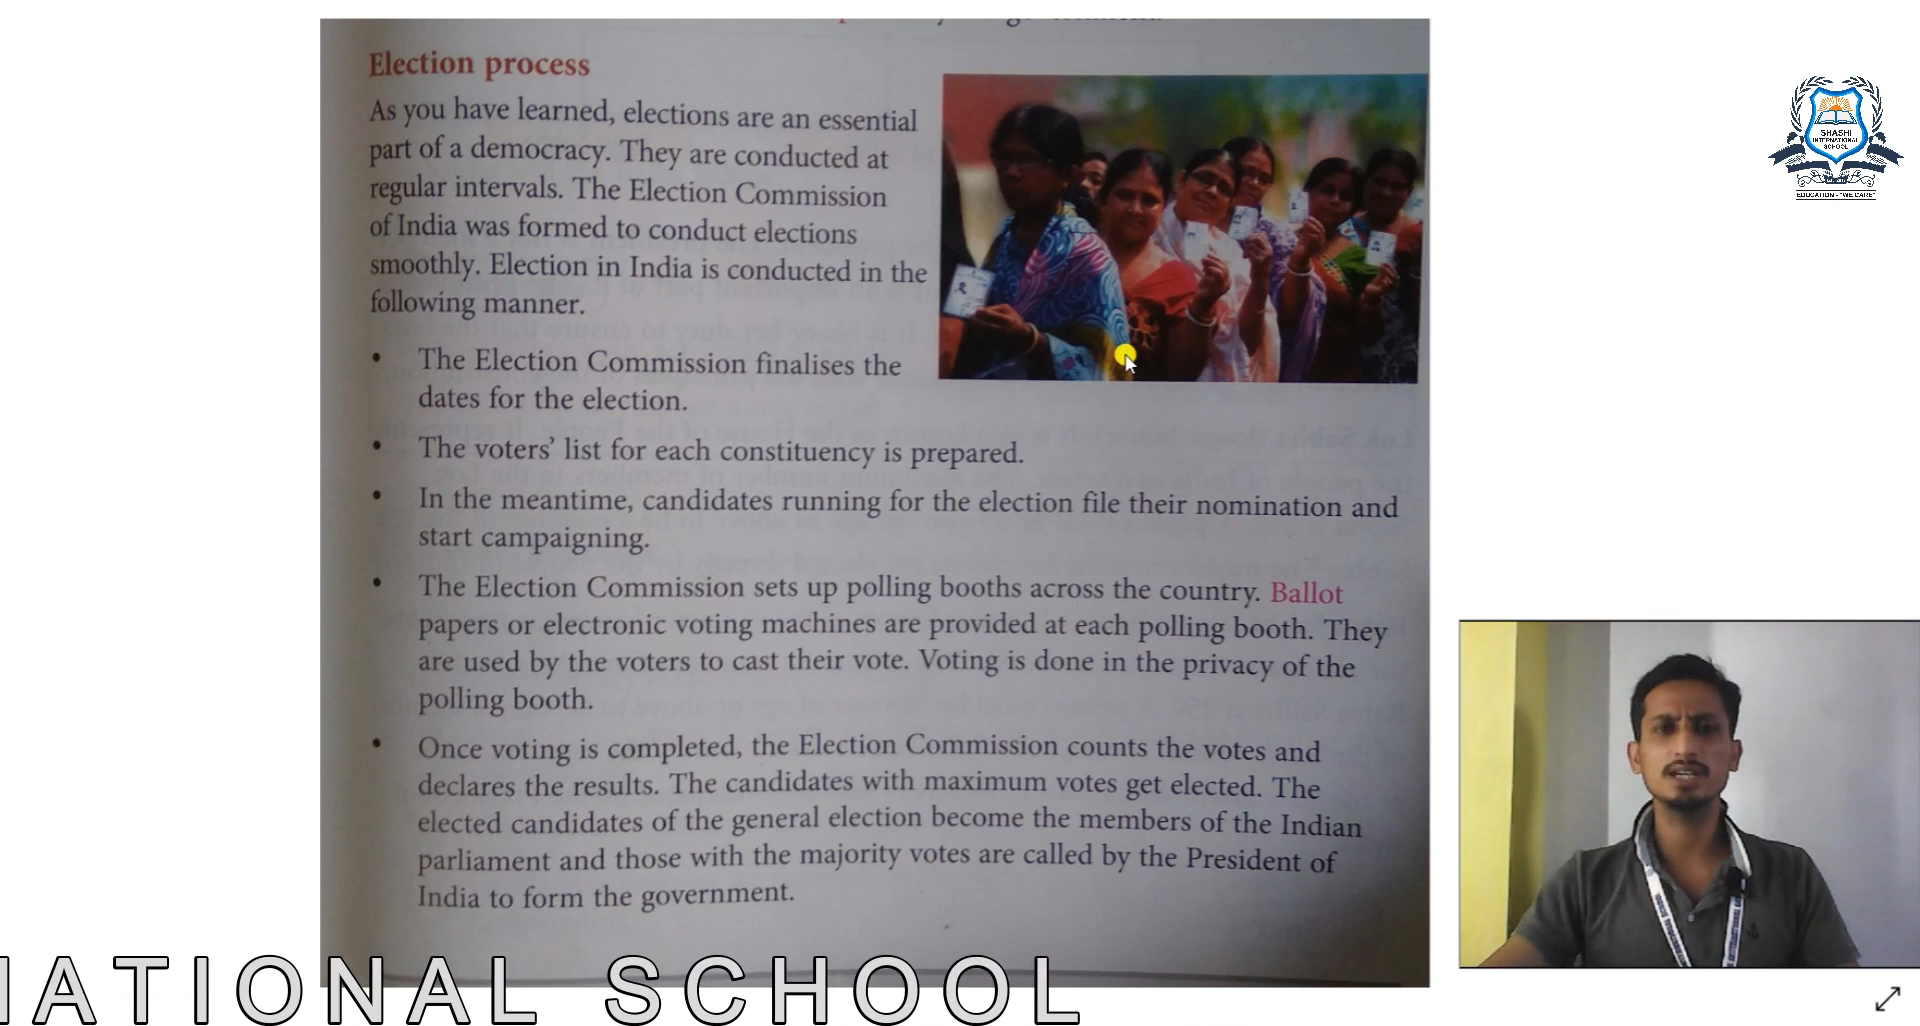 Election process
As you have learned, elections are an essential
part of a democracy. They are conducted at
regular intervals. The Election Commission
of India was formed to conduct elections
smoothly. Election in India is conducted in the
following manner.
• The Election Commission finalises the
dates for the election.
• The voters’ list for each constituency is prepared.
• In the meantime, candidates running for the election file their nomination and
start campaigning.
• The Election Commission sets up polling booths across the country. Ballot
papers or electronic voting machines are provided at each polling booth. They
are used by the voters to cast their vote. Voting is done in the privacy of the
polling booth.
• Once voting is completed, the Election Commission counts the votes and
declares the results. The candidates with maximum votes get elected. The
elected candidates of the general election become the members of the Indian
parliament and those with the majority votes are called by the President of
India to form the government.
SHASHI
INTERNATIONAL
SCHOOL
EDUCATION - "WE CARE"
NATIONAL SCHOOL